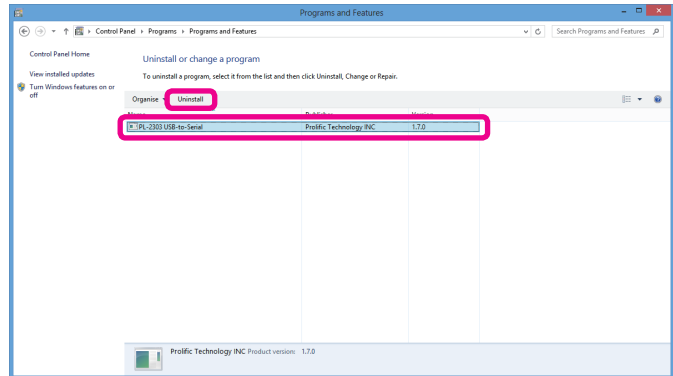 Programs and Features
Control Panel ▸ Programs ▸ Programs and Features
Search Programs and Features
Control Panel Home
View installed updates
Turn Windows features on or
off
Uninstall or change a program
To uninstall a program, select it from the list and then click Uninstall, Change or Repair.
Organise Uninstall
Name Publisher Version
PL-2303 USB-to-Serial Prolific Technology INC 1.7.0
Prolific Technology INC Product version: 1.7.0